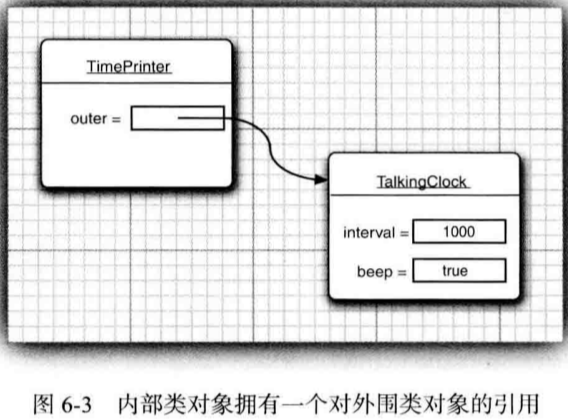 TimePrinter
outer =
TalkingClock
interval = 1000
beep = true
图 6-3 内部类对象拥有一个对外围类对象的引用